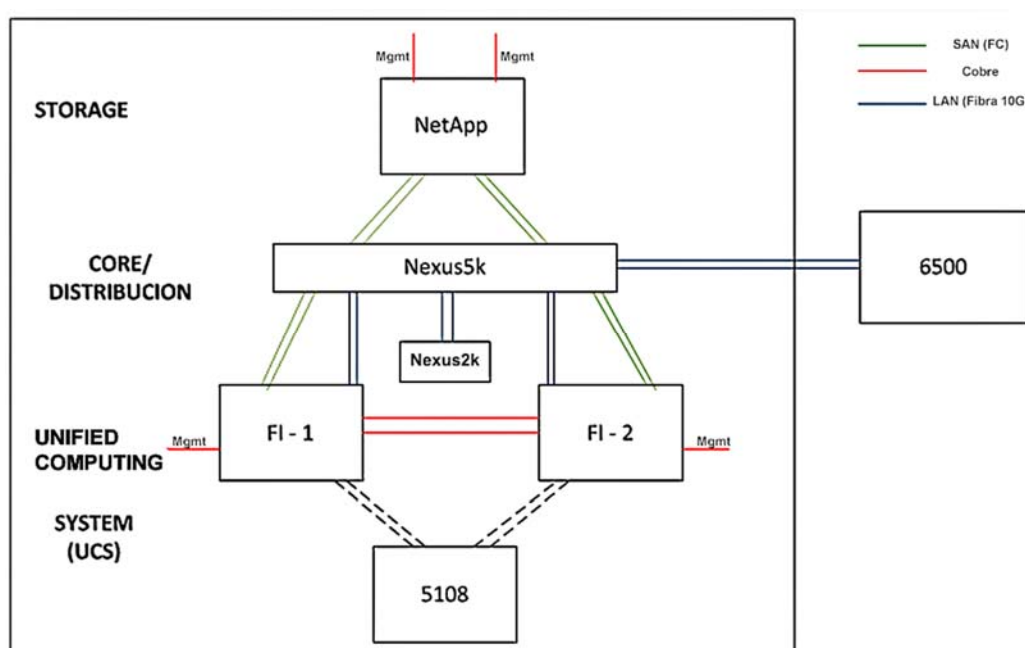 Mgmt
Mgmt
SAN (FC)
Cobre
LAN (Fibra 10G
STORAGE
NetApp
CORE/
DISTRIBUCION
Nexus5k
6500
Nexus2k
FI - 1
FI - 2
UNIFIED
COMPUTING
Mgmt
Mgmt
SYSTEM
(UCS)
5108